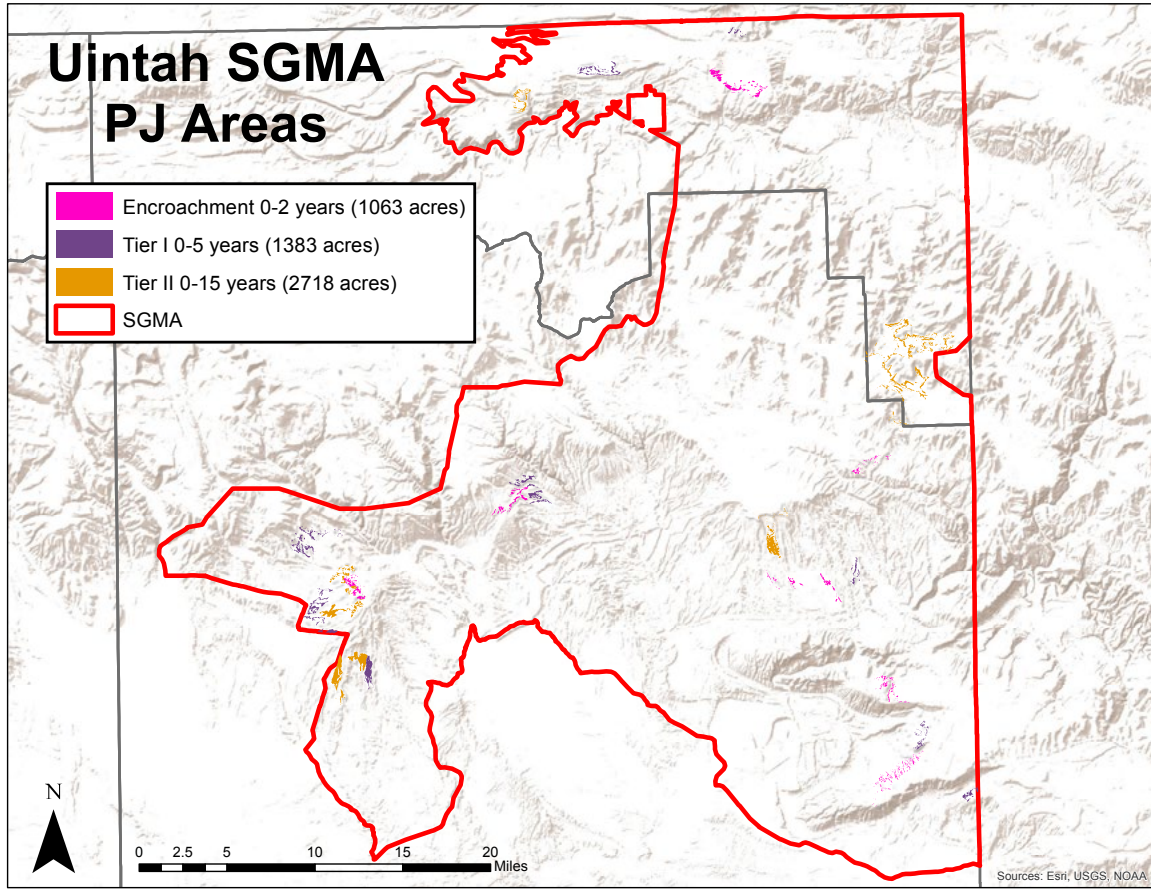 Uintah SGMA
PJ Areas
Encroachment 0-2 years (1063 acres)
Tier I 0-5 years (1383 acres)
Tier II 0-15 years (2718 acres)
SGMA
N
0 2.5 5 10 15 20
Miles
Sources: Esri, USGS, NOAA